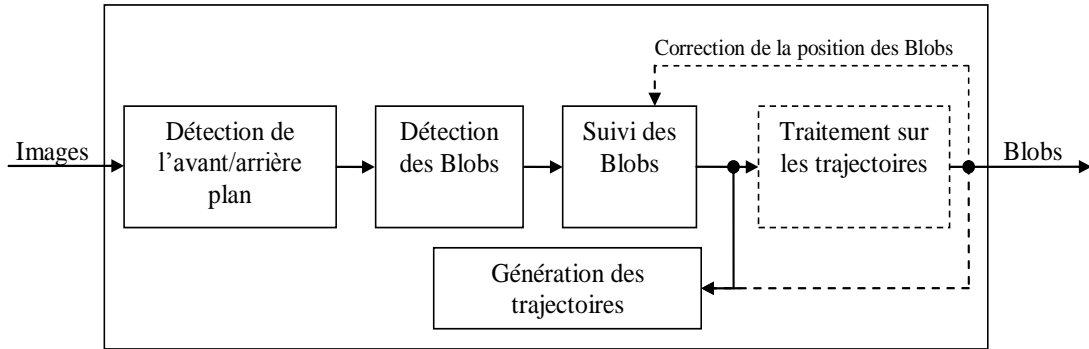 Correction de la position des Blobs
Images
Détection de
l'avant/arrière
plan
Détection
des Blobs
Suivi des
Blobs
Traitement sur
les trajectoires
Blobs
Génération des
trajectoires